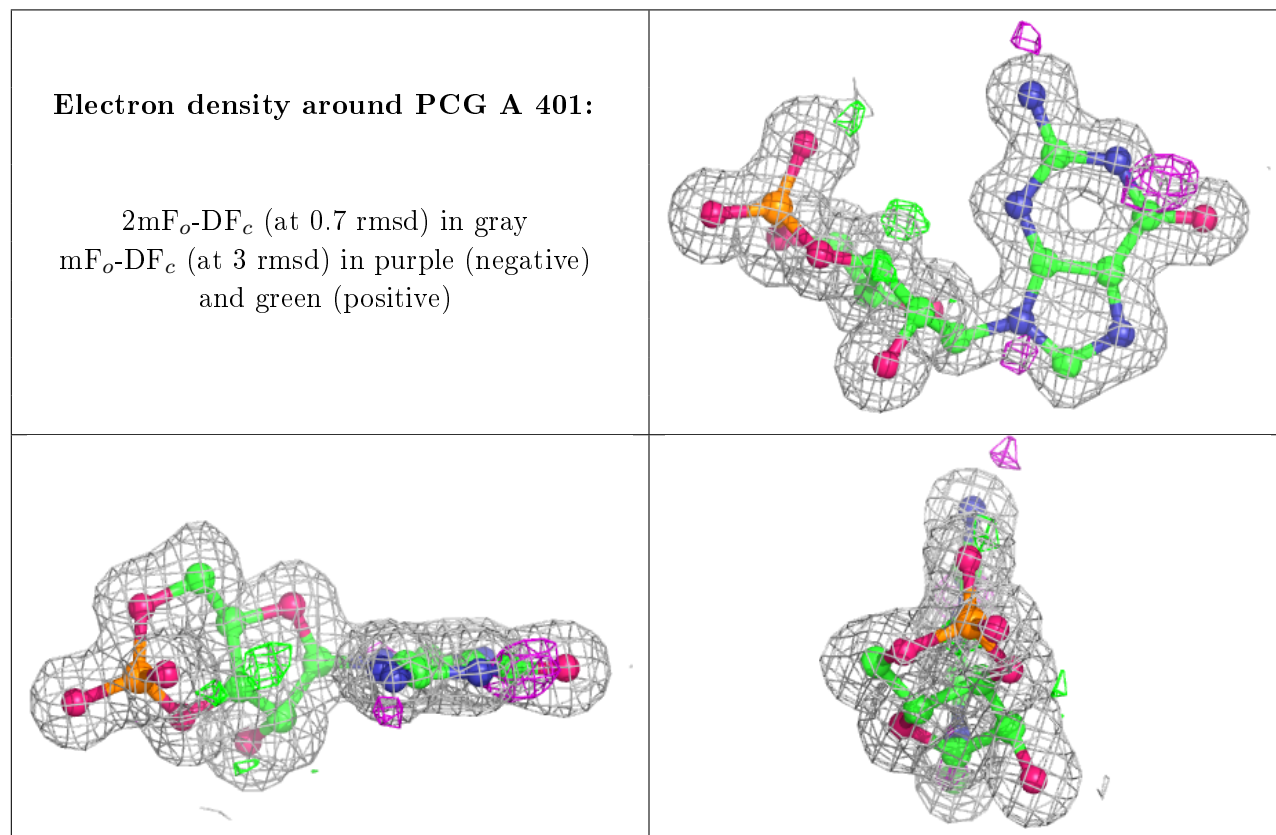 Electron density around PCG A 401:
2mFₒ-DF𝒸 (at 0.7 rmsd) in gray
mFₒ-DF𝒸 (at 3 rmsd) in purple (negative)
and green (positive)